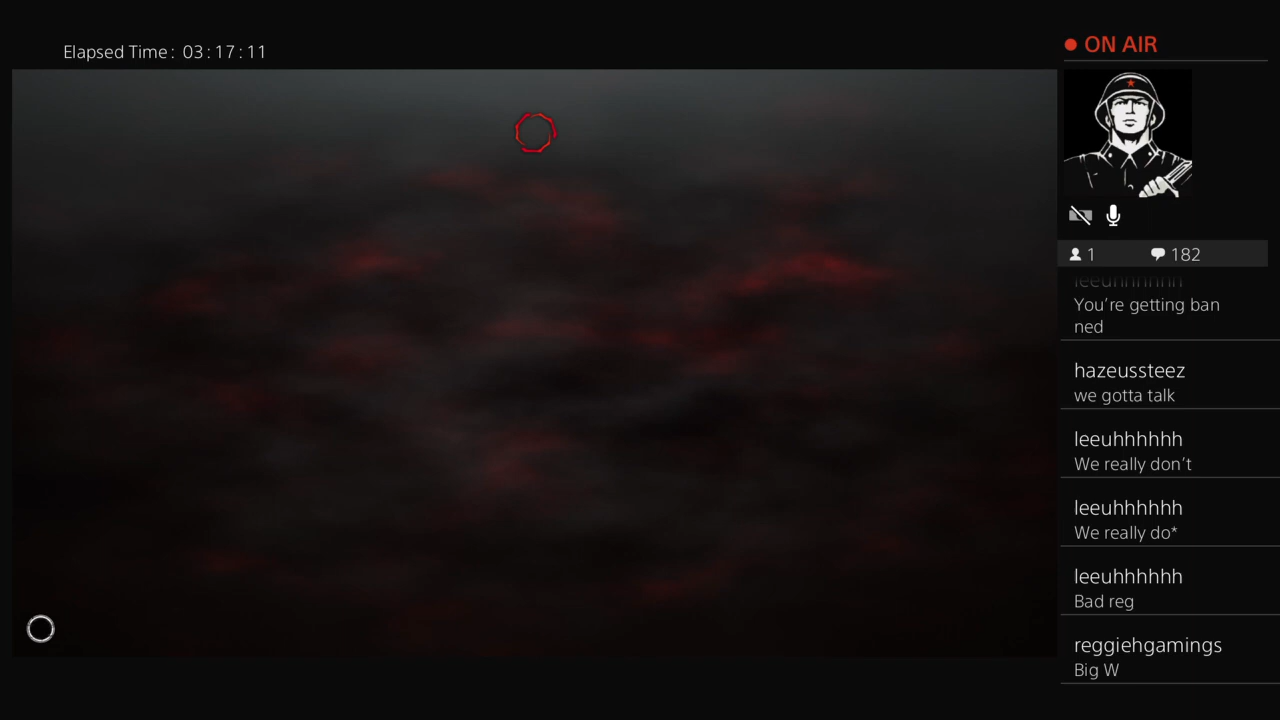 Elapsed Time: 03:17:11
ON AIR
1
182
leeuhhhhhh
You're getting ban
ned
hazeussteez
we gotta talk
leeuhhhhhh
We really don't
leeuhhhhhh
We really do*
leeuhhhhhh
Bad reg
reggiehgamings
Big W